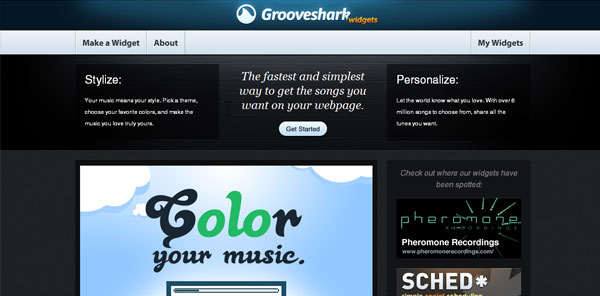 Grooveshark widgets
Make a Widget
About
My Widgets
Stylize:
Your music means your style. Pick a theme,
choose your favorite colors, and make the
music you love truly yours.
The fastest and simplest
way to get the songs you
want on your webpage.
Get Started
Personalize:
Let the world know what you love. With over 6
million songs to choose from, share all the
tunes you want.
Color
your music.
Check out where our widgets have
been spotted:
pheromone
RECORDINGS
Pheromone Recordings
www.pheromonerecordings.com/
SCHED*
simple social scheduling